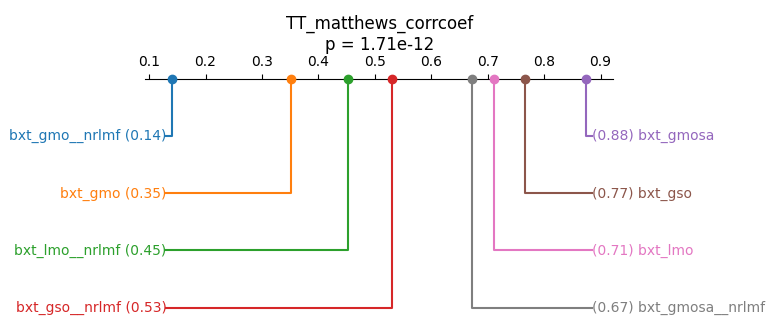 TT_matthews_corrcoef
p = 1.71e-12
0.1 0.2 0.3 0.4 0.5 0.6 0.7 0.8 0.9
bxt_gmo__nrlmf (0.14) (0.88) bxt_gmosa
bxt_gmo (0.35) (0.77) bxt_gso
bxt_lmo__nrlmf (0.45) (0.71) bxt_lmo
bxt_gso__nrlmf (0.53) (0.67) bxt_gmosa__nrlmf